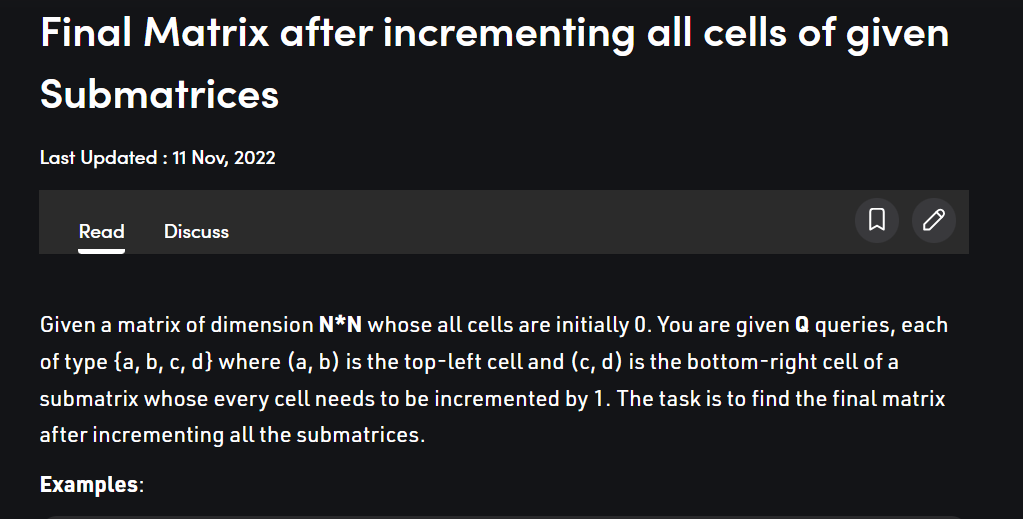 Final Matrix after incrementing all cells of given
Submatrices
Last Updated : 11 Nov, 2022
Read Discuss
Given a matrix of dimension N*N whose all cells are initially 0. You are given Q queries, each
of type {a, b, c, d} where (a, b) is the top-left cell and (c, d) is the bottom-right cell of a
submatrix whose every cell needs to be incremented by 1. The task is to find the final matrix
after incrementing all the submatrices.
Examples: